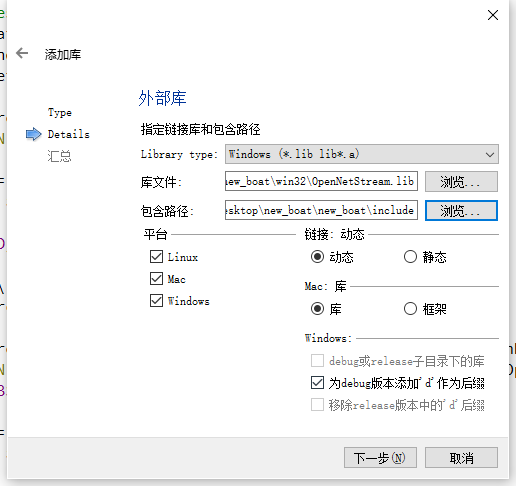 添加库
外部库
Type
指定链接库和包含路径
Details
Library type: Windows (*.lib lib*.a)
汇总
库文件: new_boat\win32\OpenNetStream.lib 浏览...
包含路径: esktop\new_boat\new_boat\include 浏览...
平台
链接: 动态
Linux
动态 静态
Mac
Mac: 库
Windows
库 框架
Windows:
debug或release子目录下的库
为debug版本添加'd'作为后缀
移除release版本中的'd'后缀
下一步(N) 取消